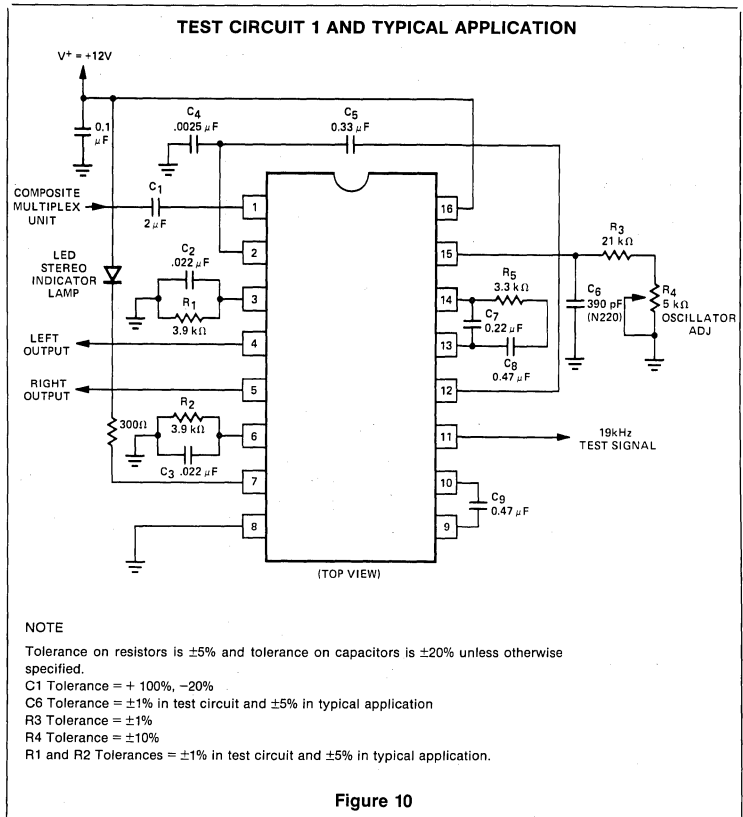 TEST CIRCUIT 1 AND TYPICAL APPLICATION
V+ = +12V
0.1
μF
C4
.0025 μF
C5
0.33 μF
COMPOSITE
MULTIPLEX
UNIT
C1
2 μF
1
16
R3
21 kΩ
2
15
LED
STEREO
INDICATOR
LAMP
C2
.022 μF
R1
3.9 kΩ
3
14
R5
3.3 kΩ
C7
0.22 μF
C6
390 pF
(N220)
R4
5 kΩ
OSCILLATOR
ADJ
LEFT
OUTPUT
4
13
C8
0.47 μF
RIGHT
OUTPUT
5
12
300Ω
R2
3.9 kΩ
C3 .022 μF
6
11
19kHz
TEST SIGNAL
7
10
C9
0.47 μF
8
9
(TOP VIEW)
NOTE
Tolerance on resistors is ±5% and tolerance on capacitors is ±20% unless otherwise
specified.
C1 Tolerance = + 100%, −20%
C6 Tolerance = ±1% in test circuit and ±5% in typical application
R3 Tolerance = ±1%
R4 Tolerance = ±10%
R1 and R2 Tolerances = ±1% in test circuit and ±5% in typical application.
Figure 10